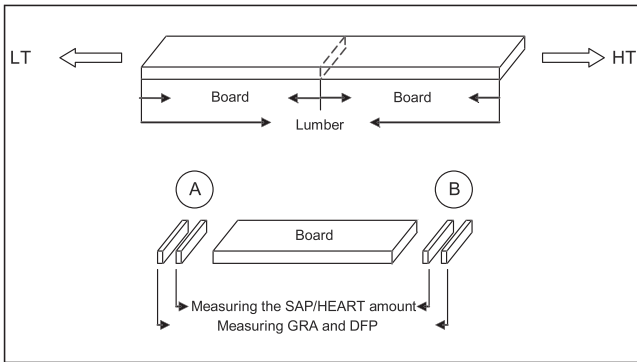 LT
HT
Board Board
Lumber
A B
Board
Measuring the SAP/HEART amount
Measuring GRA and DFP